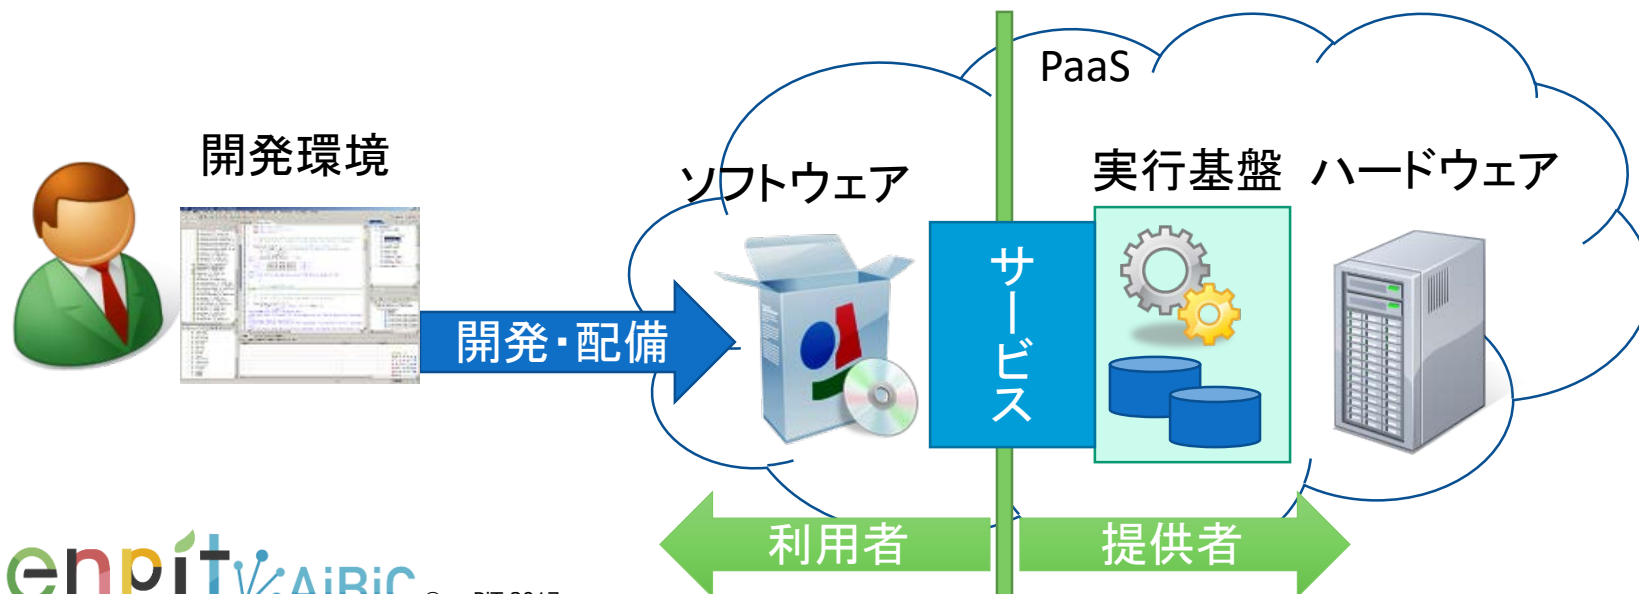 PaaS
開発環境
ソフトウェア
実行基盤
ハードウェア
サービス
開発・配備
利用者
提供者
enpit AiBiC